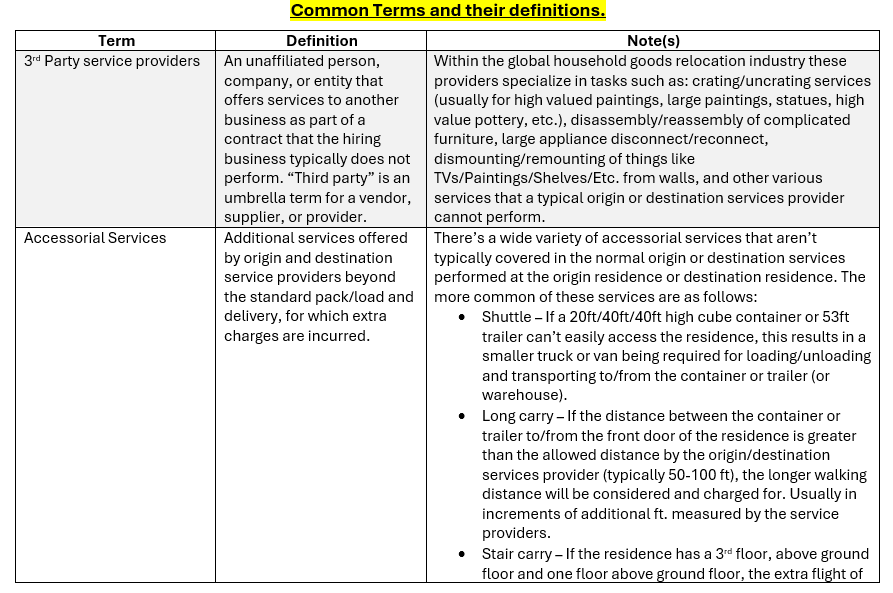 Common Terms and their definitions.
Term
Definition
Note(s)
3rd Party service providers
An unaffiliated person,
company, or entity that
offers services to another
business as part of a
contract that the hiring
business typically does not
perform. “Third party” is an
umbrella term for a vendor,
supplier, or provider.
Within the global household goods relocation industry these
providers specialize in tasks such as: crating/uncrating services
(usually for high valued paintings, large paintings, statues, high
value pottery, etc.), disassembly/reassembly of complicated
furniture, large appliance disconnect/reconnect,
dismounting/remounting of things like
TVs/Paintings/Shelves/Etc. from walls, and other various
services that a typical origin or destination services provider
cannot perform.
Accessorial Services
Additional services offered
by origin and destination
service providers beyond
the standard pack/load and
delivery, for which extra
charges are incurred.
There’s a wide variety of accessorial services that aren’t
typically covered in the normal origin or destination services
performed at the origin residence or destination residence. The
more common of these services are as follows:
• Shuttle – If a 20ft/40ft/40ft high cube container or 53ft
trailer can’t easily access the residence, this results in a
smaller truck or van being required for loading/unloading
and transporting to/from the container or trailer (or
warehouse).
• Long carry – If the distance between the container or
trailer to/from the front door of the residence is greater
than the allowed distance by the origin/destination
services provider (typically 50-100 ft), the longer walking
distance will be considered and charged for. Usually in
increments of additional ft. measured by the service
providers.
• Stair carry – If the residence has a 3rd floor, above ground
floor and one floor above ground floor, the extra flight of